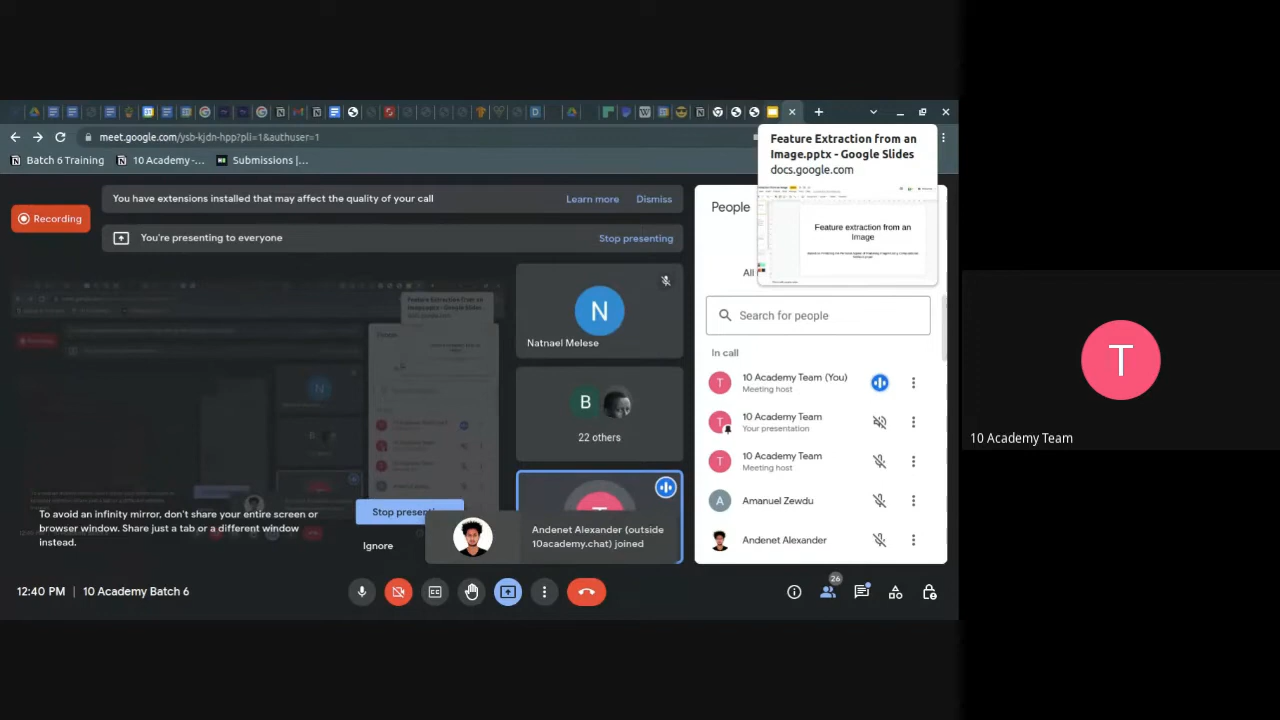 meet.google.com/ysb-kjdn-hpp?pli=1&authuser=1
Batch 6 Training
10 Academy -...
Submissions |...
Feature Extraction from an
Image.pptx - Google Slides
docs.google.com
Feature extraction from an
Image
Recording
You have extensions installed that may affect the quality of your call
Learn more
Dismiss
You're presenting to everyone
Stop presenting
N
Natnael Melese
B
22 others
To avoid an infinity mirror, don't share your entire screen or
browser window. Share just a tab or a different window
instead.
Ignore
Andenet Alexander (outside
10academy.chat) joined
People
Search for people
In call
T
10 Academy Team (You)
Meeting host
T
10 Academy Team
Your presentation
T
10 Academy Team
Meeting host
A
Amanuel Zewdu
Andenet Alexander
12:40 PM | 10 Academy Batch 6
26
T
10 Academy Team